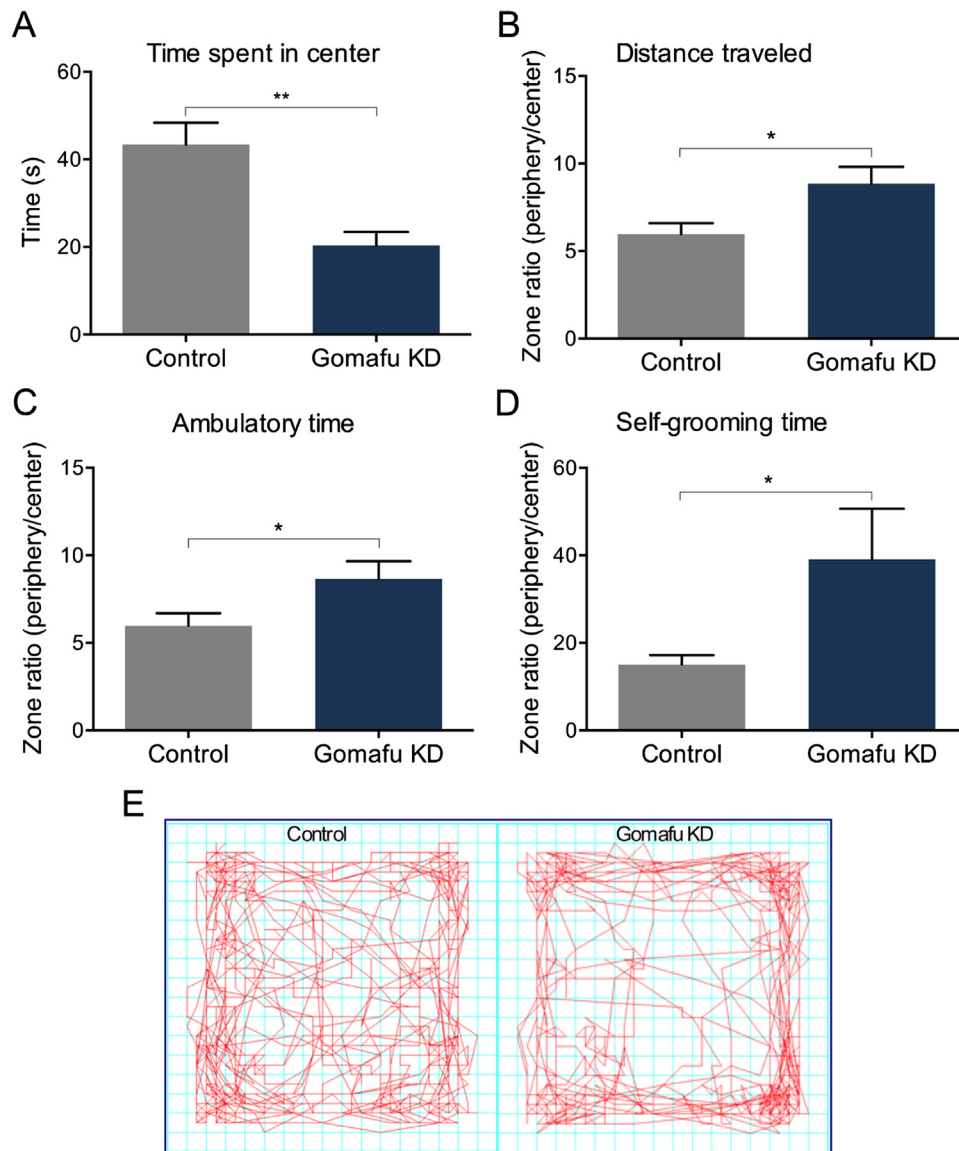 A
Time spent in center
Time (s)
60
40
20
0
**
Control
Gomafu KD
B
Distance traveled
Zone ratio (periphery/center)
15
10
5
0
*
Control
Gomafu KD
C
Ambulatory time
Zone ratio (periphery/center)
15
10
5
0
*
Control
Gomafu KD
D
Self-grooming time
Zone ratio (periphery/center)
60
40
20
0
*
Control
Gomafu KD
E
Control
Gomafu KD